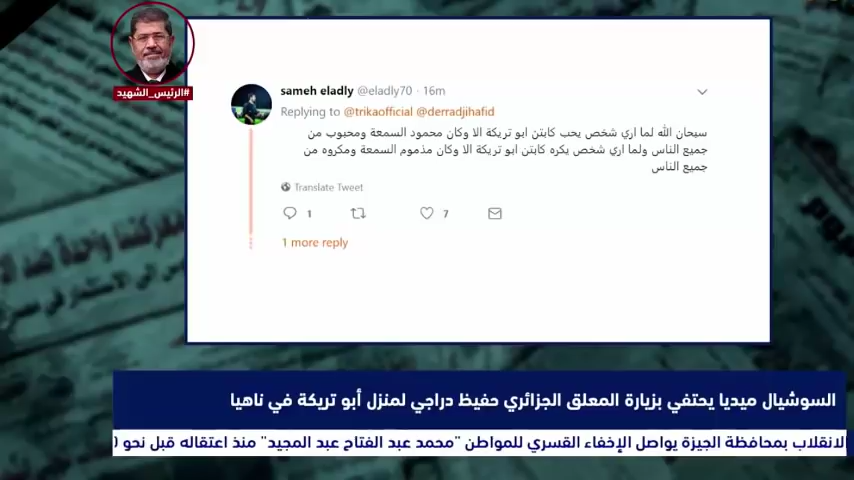 #الرئيس_الشهيد
sameh eladly @eladly70 · 16m
Replying to @trikaofficial @derradjihafid
سيحان الله لما اري شخص يحب كابتن ابو تريكة الا وكان محمود السمعة ومحبوب من
جميع الناس ولما اري شخص يكره كابتن ابو تريكة الا وكان مذموم السمعة ومكروه من
جميع الناس
Translate Tweet
1 7
1 more reply
السوشيال ميديا يحتفي بزيارة المعلق الجزائري حفيظ دراجي لمنزل أبو تريكة في ناهيا
الانقلاب بمحافظة الجيزة يواصل الإخفاء القسري للمواطن "محمد عبد الفتاح عبد المجيد" منذ اعتقاله قبل نحو